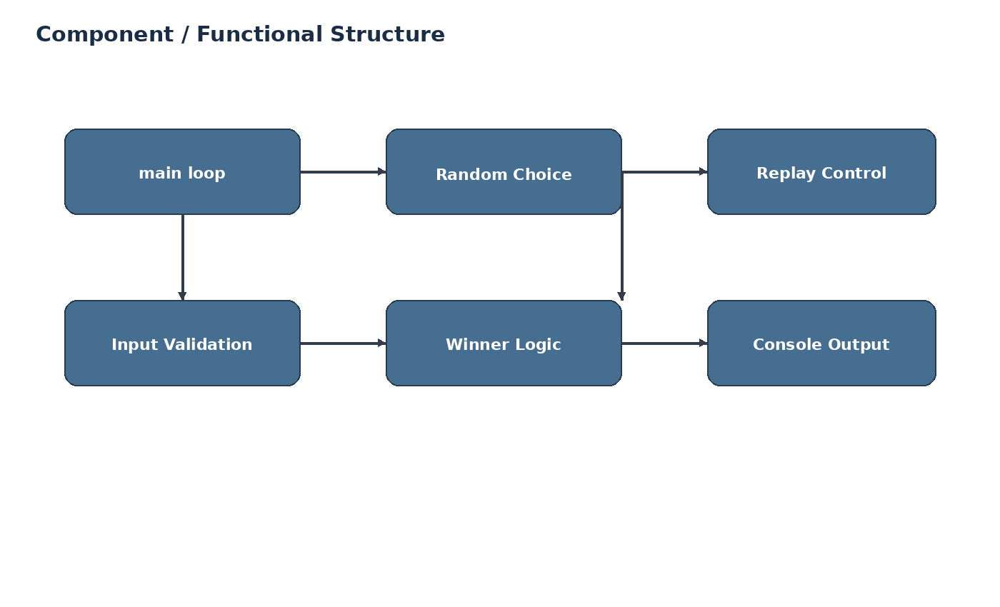 Component / Functional Structure
main loop
Random Choice
Replay Control
Input Validation
Winner Logic
Console Output